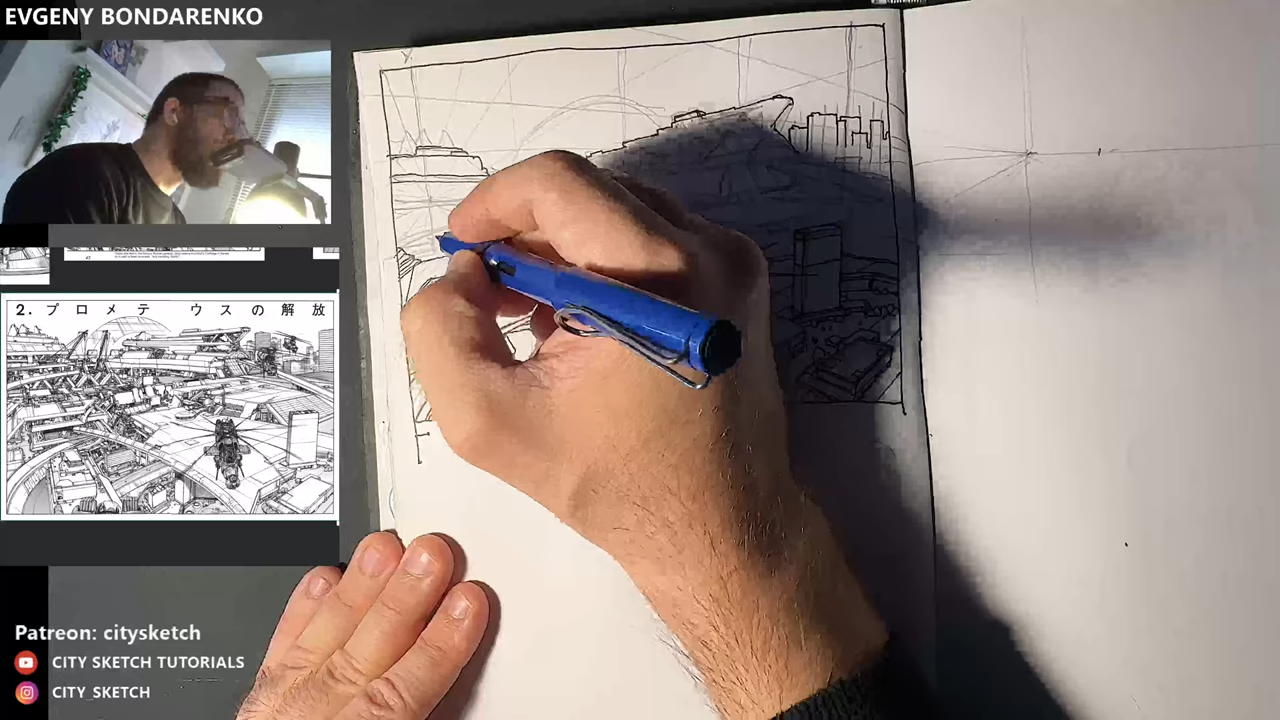 EVGENY BONDARENKO
2. プロメテ ウスの解放
Patreon: citysketch
CITY SKETCH TUTORIALS
CITY_SKETCH